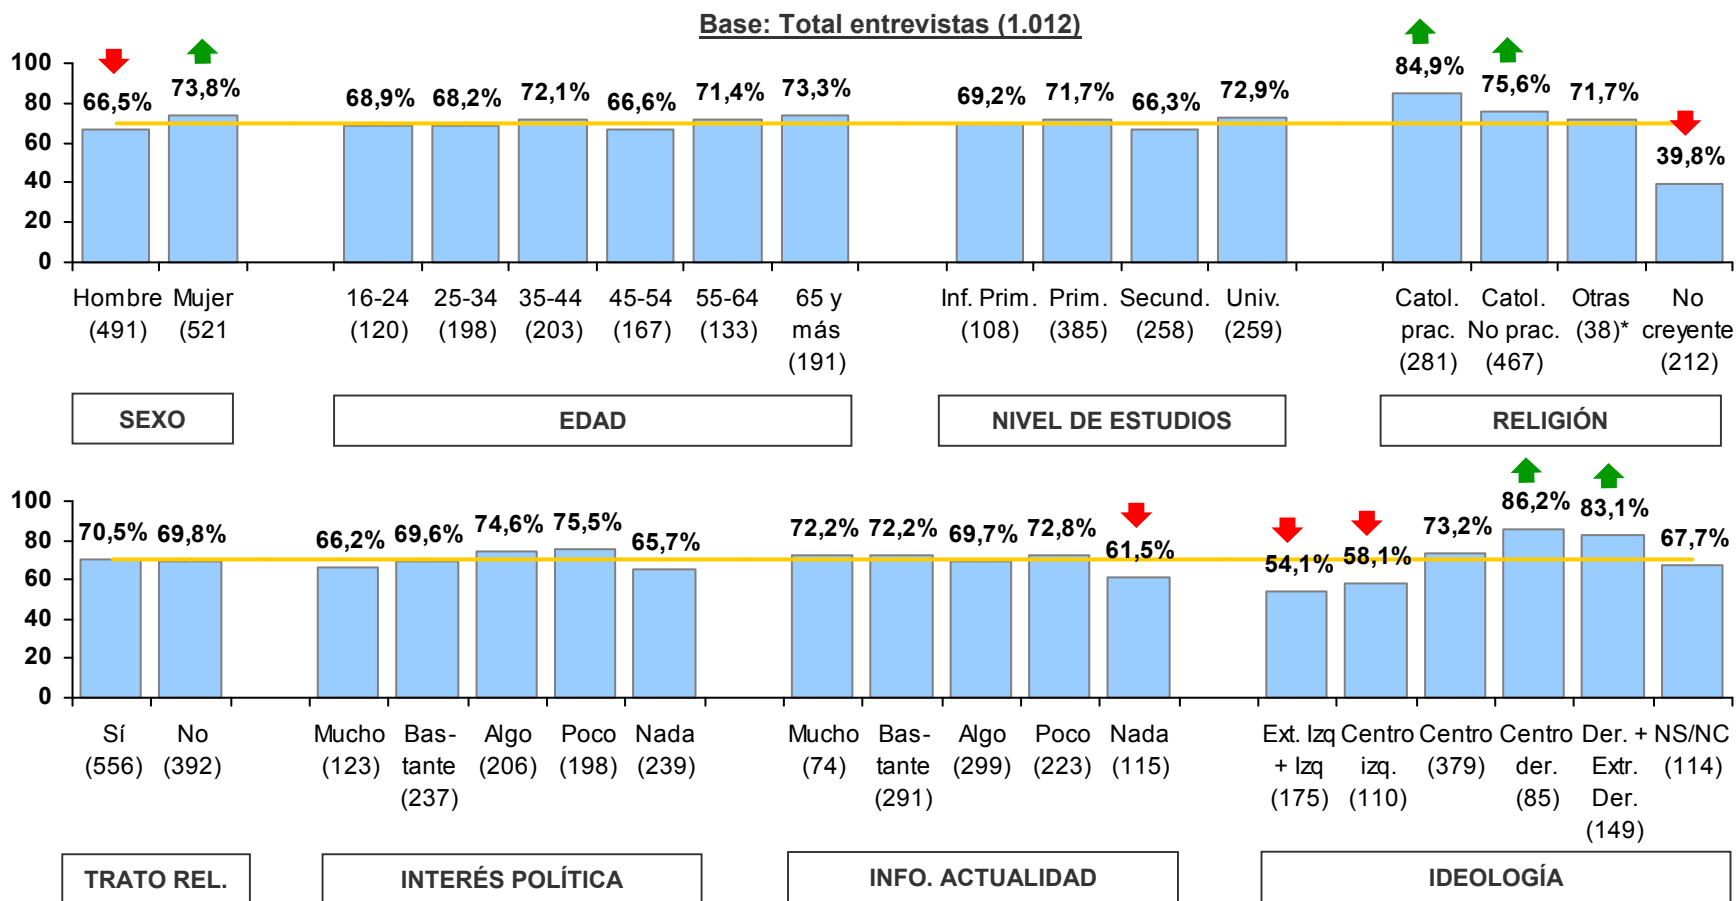 Base: Total entrevistas (1.012)
100
80
60
40
20
0
66,5% 73,8% 68,9% 68,2% 72,1% 66,6% 71,4% 73,3% 69,2% 71,7% 66,3% 72,9% 84,9% 75,6% 71,7% 39,8%
Hombre Mujer 16-24 25-34 35-44 45-54 55-64 65 y Inf. Prim. Prim. Secund. Univ. Catol. Catol. Otras No
(491) (521 (120) (198) (203) (167) (133) más (108) (385) (258) (259) prac. No prac. (38)* creyente
(191) (281) (467) (212)
SEXO EDAD NIVEL DE ESTUDIOS RELIGIÓN
100
80
60
40
20
0
70,5% 69,8% 66,2% 69,6% 74,6% 75,5% 65,7% 72,2% 72,2% 69,7% 72,8% 61,5% 54,1% 58,1% 73,2% 86,2% 83,1% 67,7%
Sí No Mucho Bas- Algo Poco Nada Mucho Bas- Algo Poco Nada Ext. Izq Centro Centro Centro Der. + NS/NC
(556) (392) (123) tante (206) (198) (239) (74) tante (299) (223) (115) + Izq izq. (379) der. Extr. (114)
(237) (291) (175) (110) (85) Der.
(149)
TRATO REL. INTERÉS POLÍTICA INFO. ACTUALIDAD IDEOLOGÍA